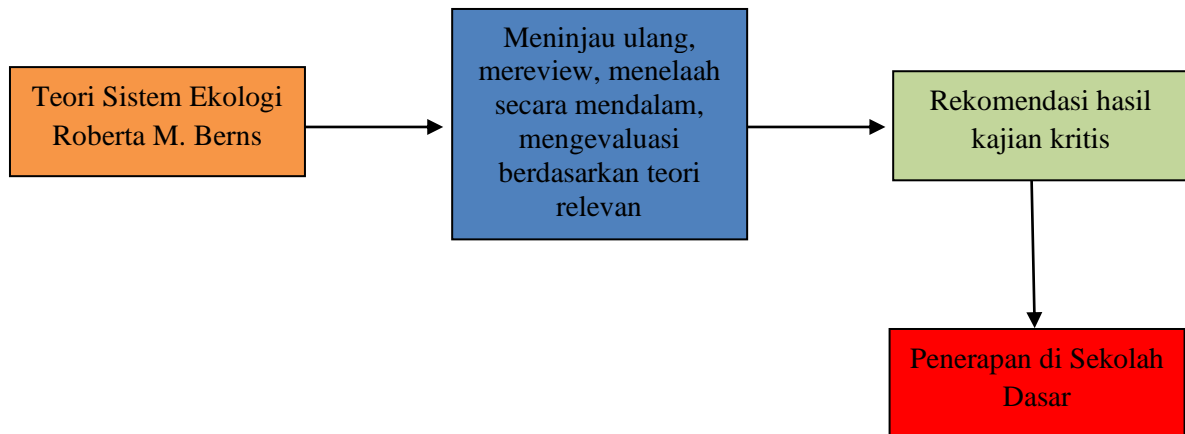 Teori Sistem Ekologi
Roberta M. Berns
Meninjau ulang,
mereview, menelaah
secara mendalam,
mengevaluasi
berdasarkan teori
relevan
Rekomendasi hasil
kajian kritis
Penerapan di Sekolah
Dasar